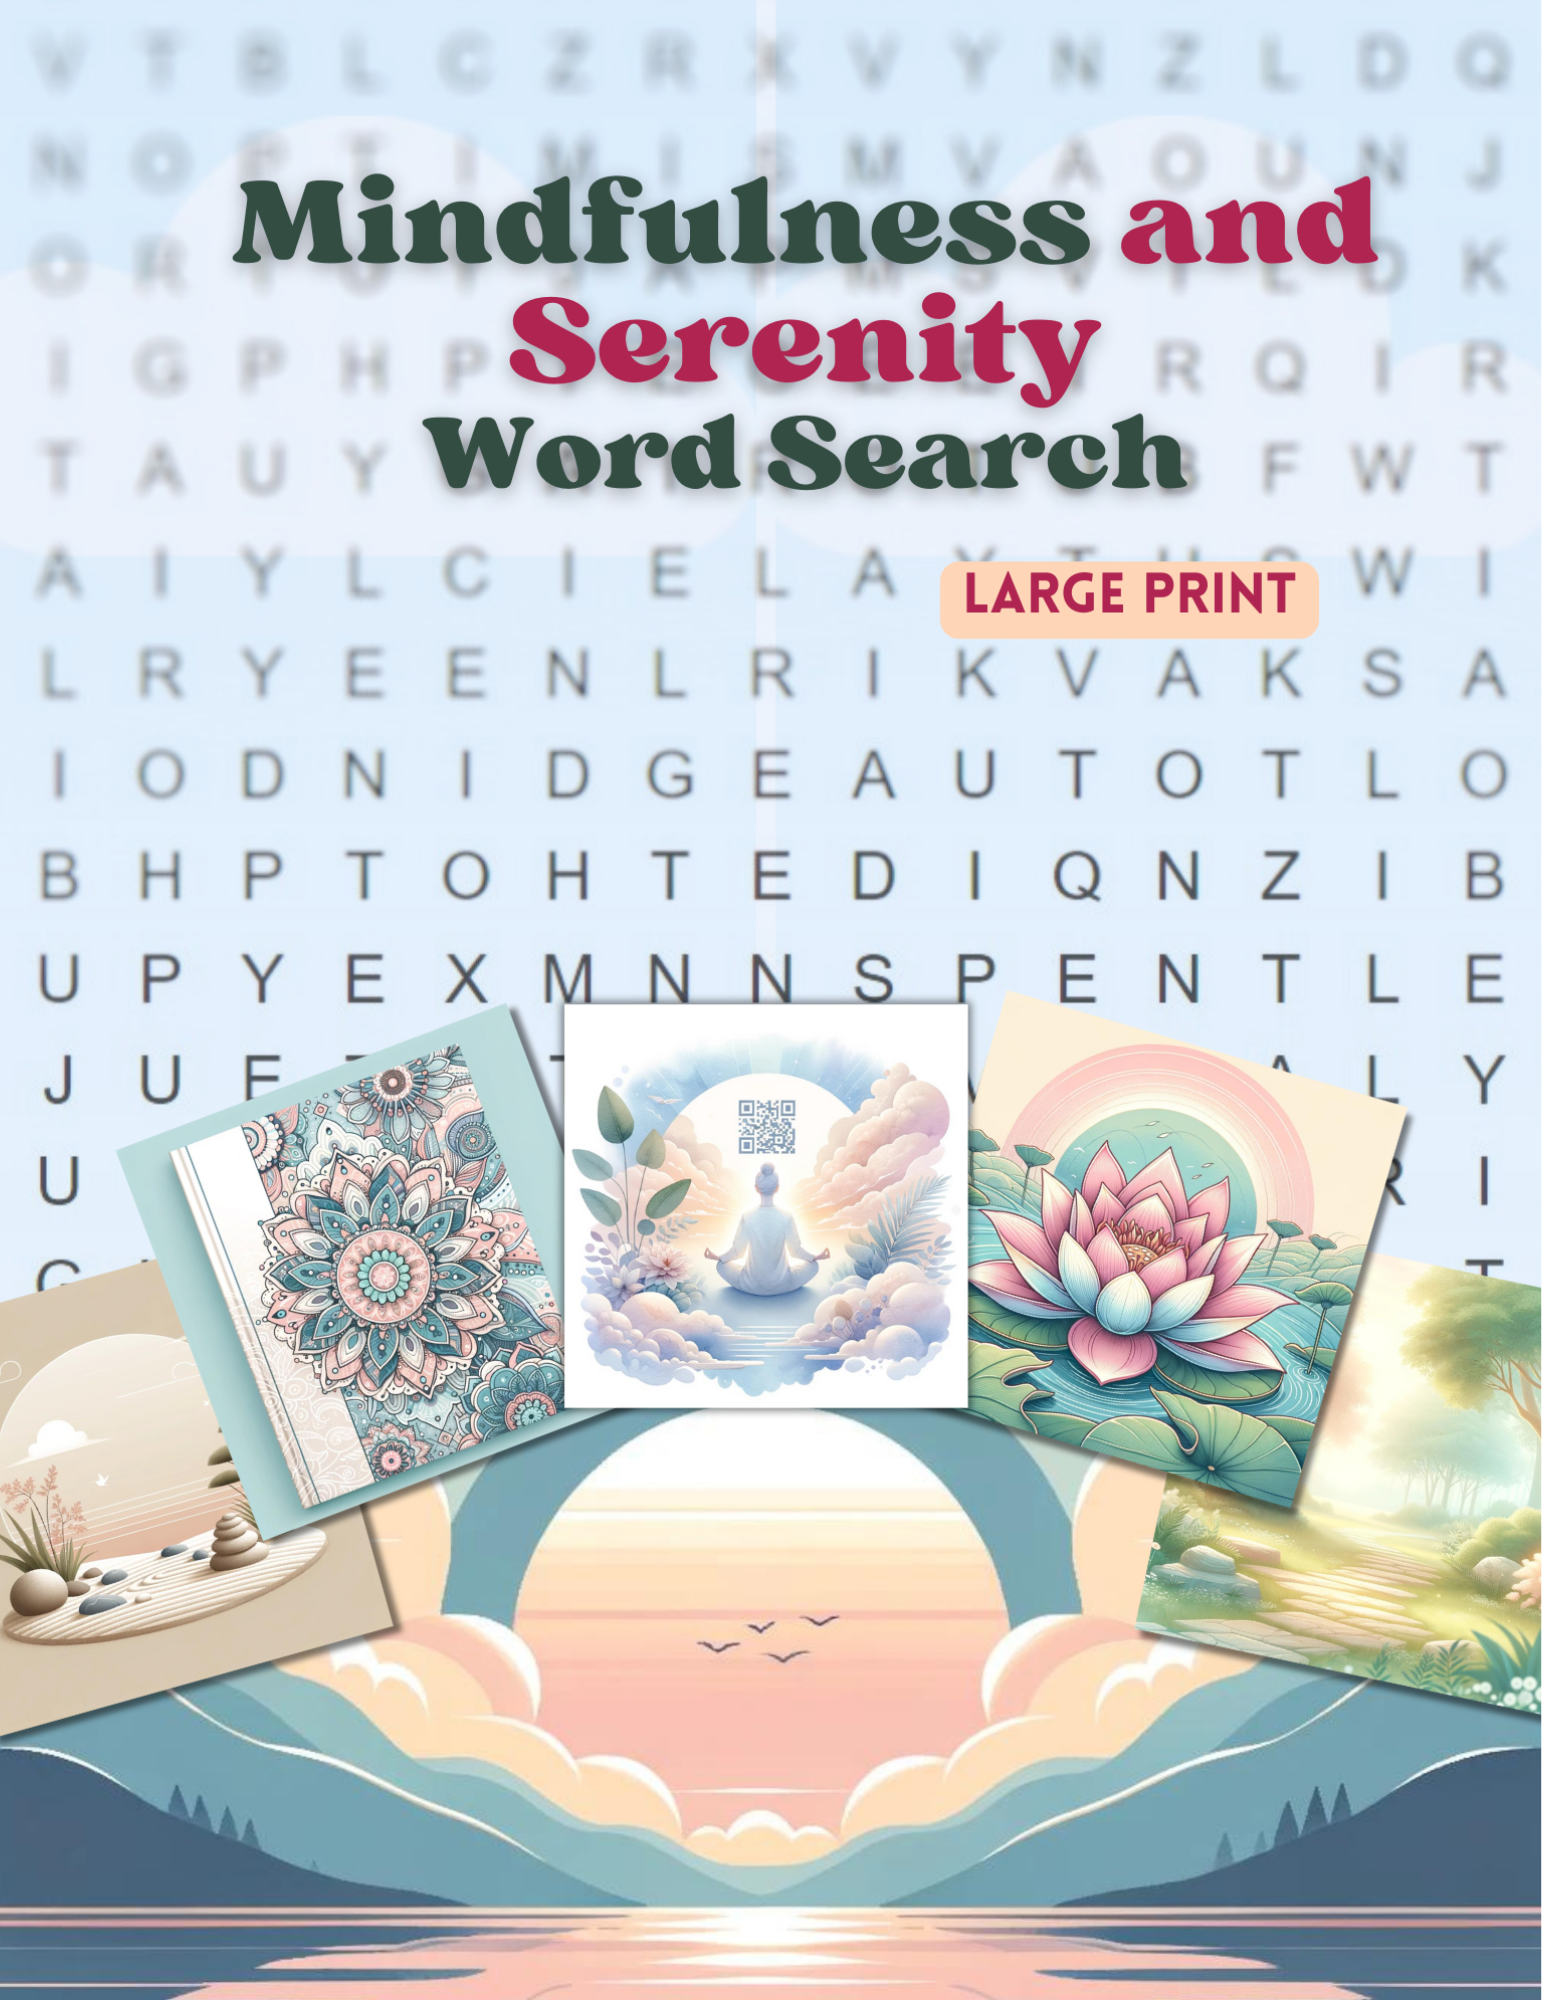 V T B L C Z R X V Y N Z L D Q
N O P T I M I S M V A O U N J
Mindfulness and
O R K
Serenity
I G P H P R Q I R
Word Search
T A U Y F W T
A I Y L C I E L A W I
LARGE PRINT
L R Y E E N L R I K V A K S A
I O D N I D G E A U T O T L O
B H P T O H T E D I Q N Z I B
U P Y E X M N N S P E N T L E
J U L Y
U R I
T